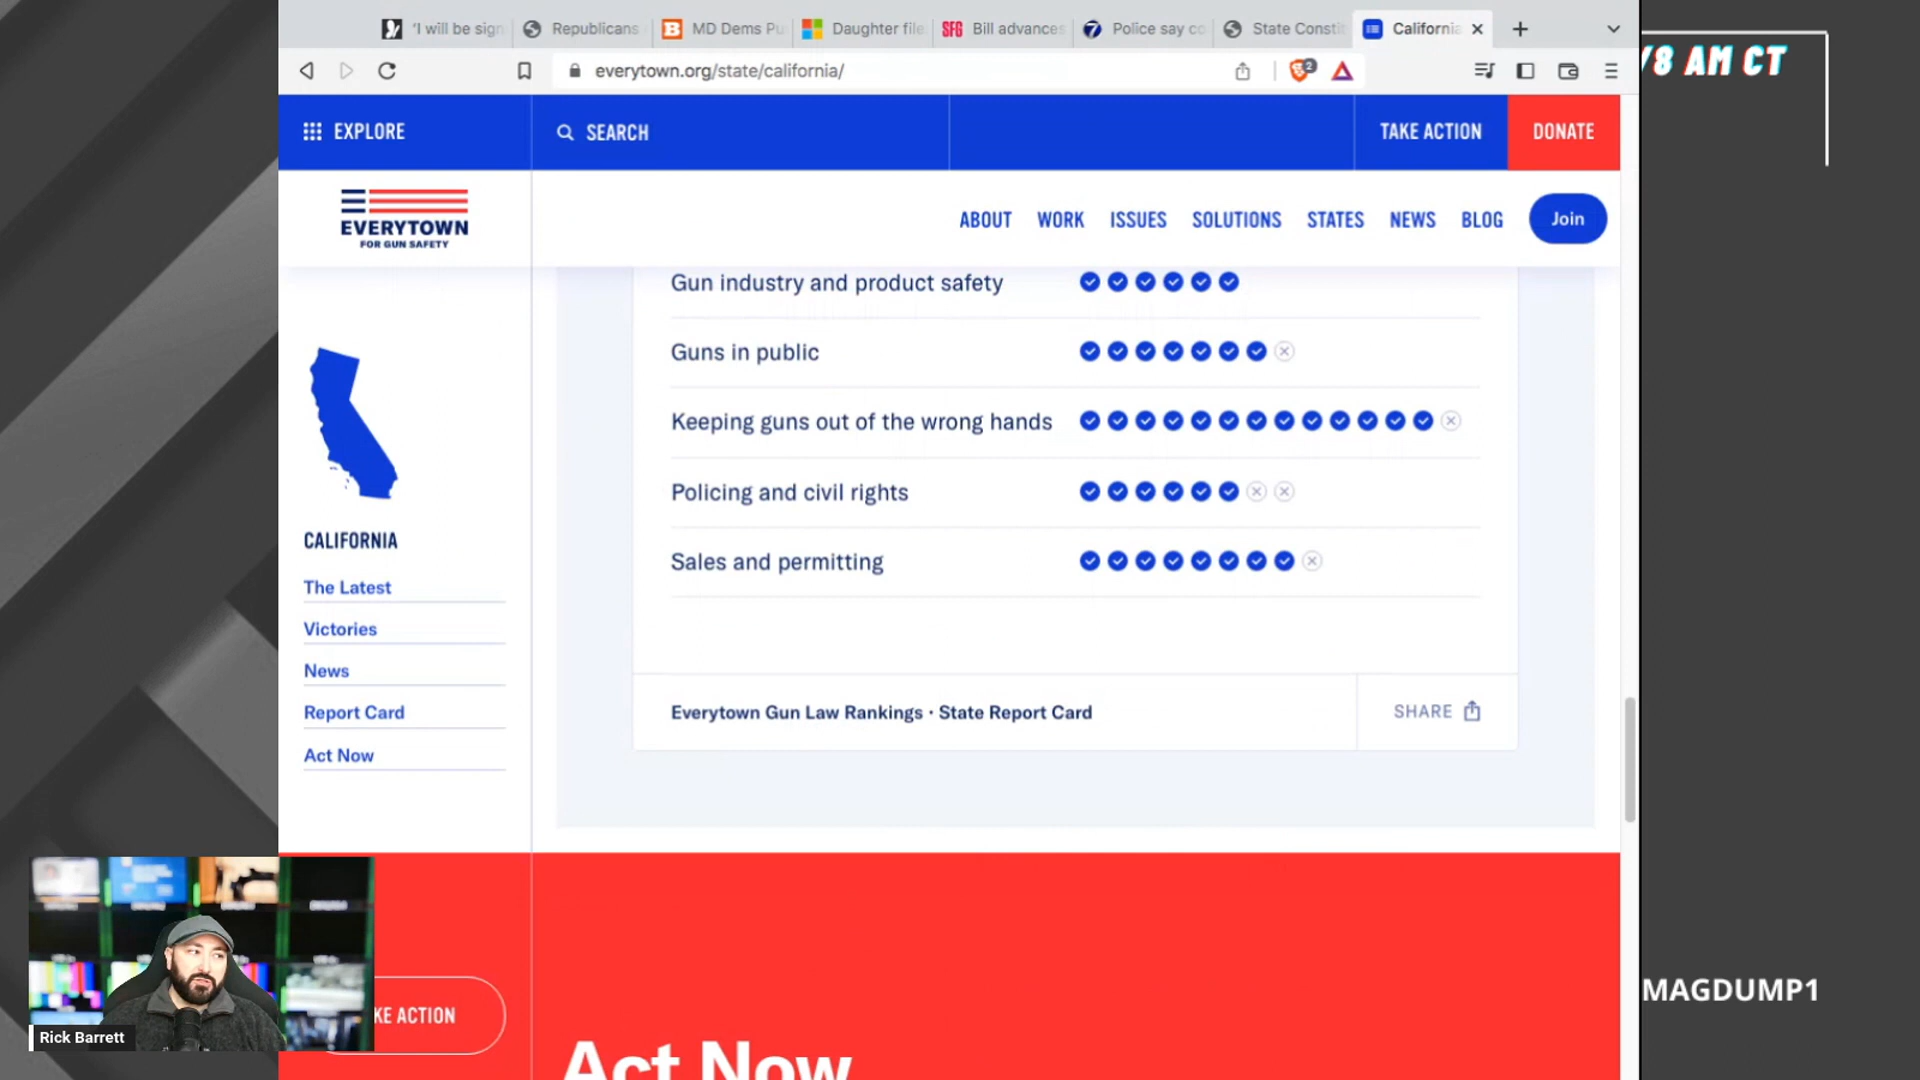 'I will be sign
Republicans
MD Dems Pu
Daughter file
SFG Bill advances
Police say co
State Constit
California
everytown.org/state/california/
2
/8 AM CT
EXPLORE
SEARCH
TAKE ACTION
DONATE
EVERYTOWN
FOR GUN SAFETY
ABOUT
WORK
ISSUES
SOLUTIONS
STATES
NEWS
BLOG
Join
Gun industry and product safety
Guns in public
Keeping guns out of the wrong hands
Policing and civil rights
Sales and permitting
Everytown Gun Law Rankings · State Report Card
SHARE
CALIFORNIA
The Latest
Victories
News
Report Card
Act Now
KE ACTION
Act Now
Rick Barrett
MAGDUMP1